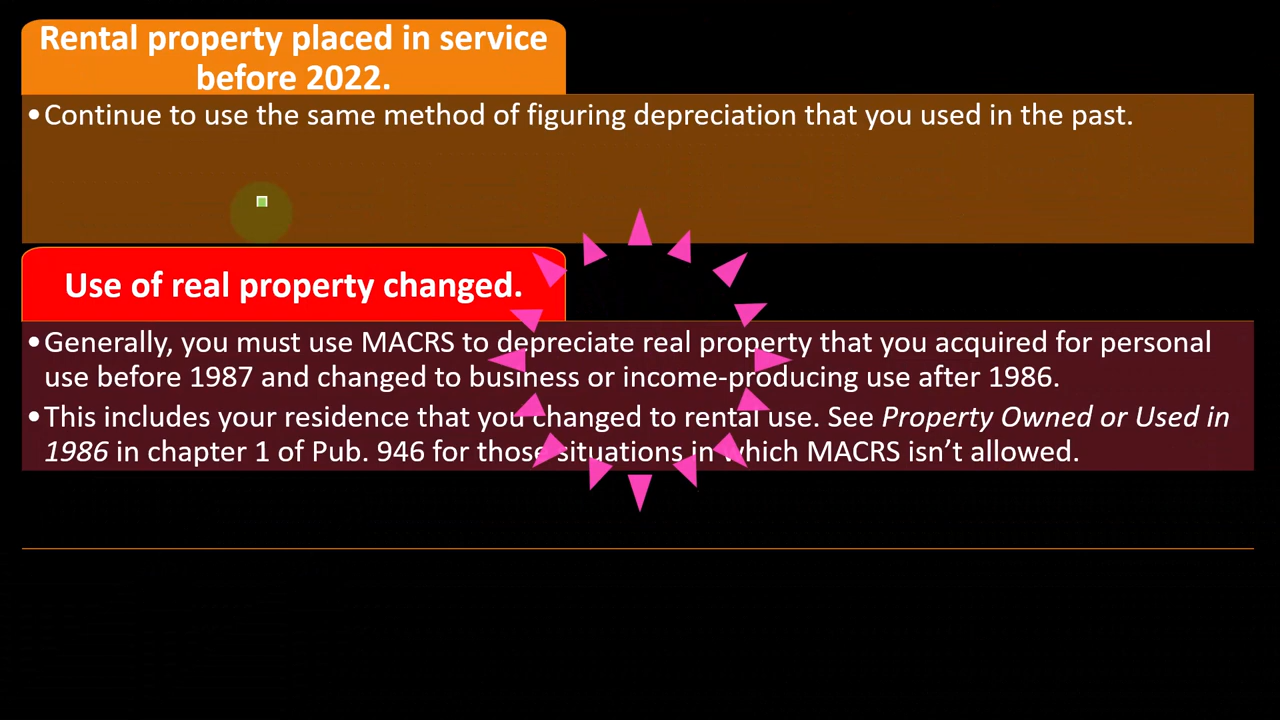 Rental property placed in service
before 2022.
•Continue to use the same method of figuring depreciation that you used in the past.
Use of real property changed.
•Generally, you must use MACRS to depreciate real property that you acquired for personal
use before 1987 and changed to business or income-producing use after 1986.
•This includes your residence that you changed to rental use. See Property Owned or Used in
1986 in chapter 1 of Pub. 946 for those situations in which MACRS isn’t allowed.